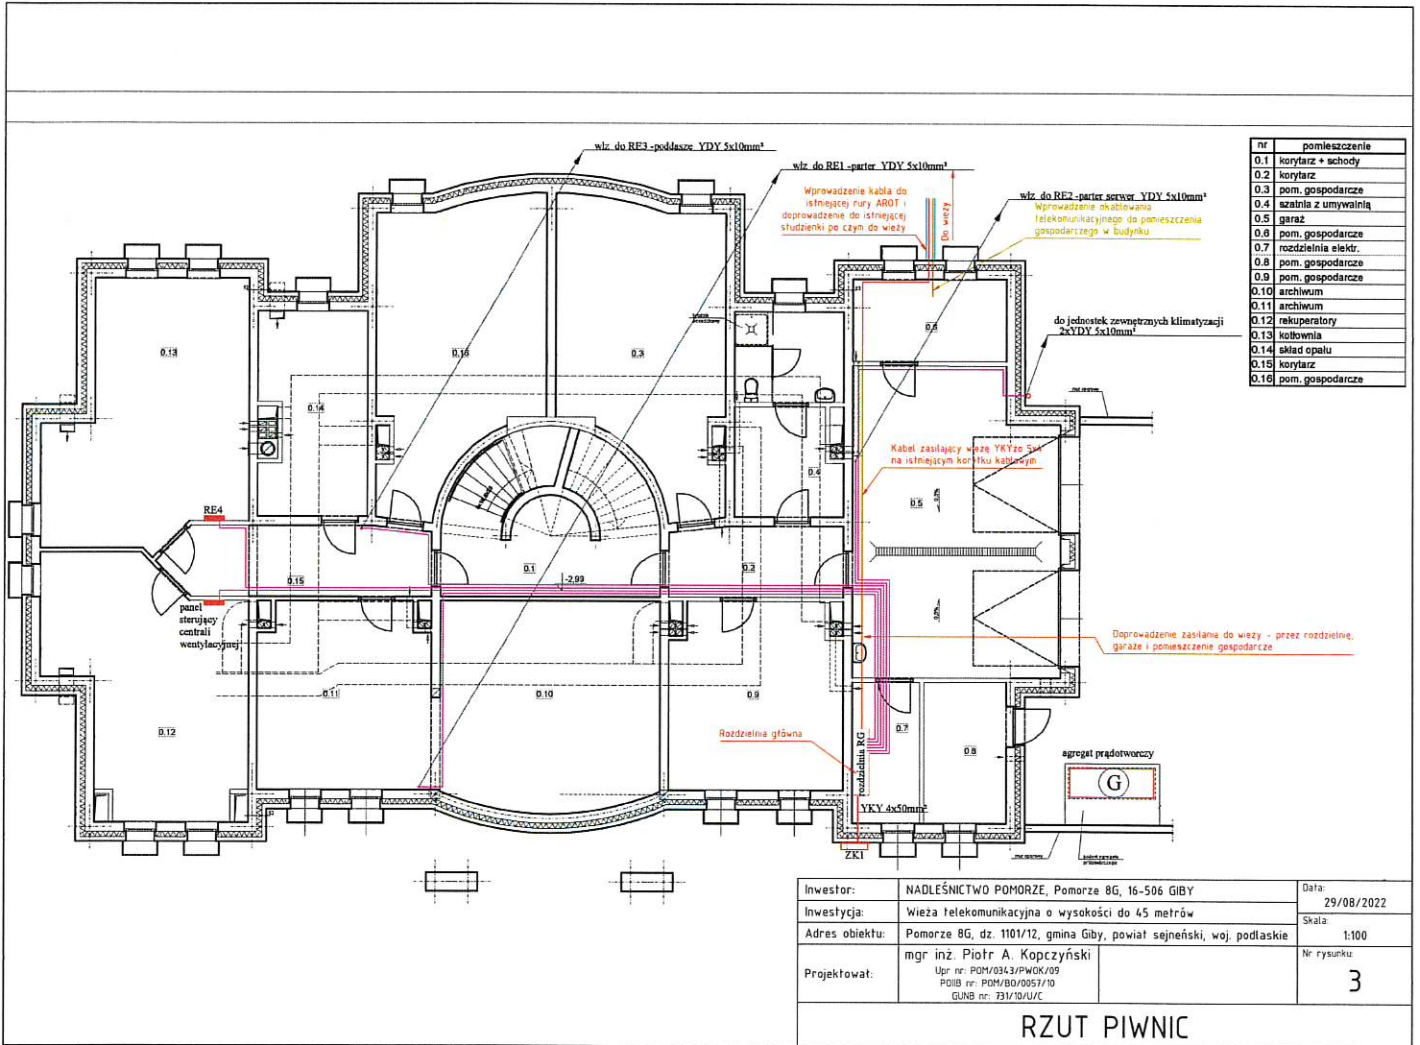 wlz do RE3 -poddasze YDY 5x10mm²
wlz do RE1 -parter YDY 5x10mm²
wlz do RE2 -parter serwer YDY 5x10mm²
Wprowadzenie kabla do
istniejącej rury AROT i
doprowadzenie do istniejącej
studzienki po czym do wieży
Do wieży
Wprowadzenie okablowania
telekomunikacyjnego do pomieszczenia
gospodarczego w budynku
nr pomieszczenie
0.1 korytarz + schody
0.2 korytarz
0.3 pom. gospodarcze
0.4 szatnia z umywalnią
0.5 garaż
0.6 pom. gospodarcze
0.7 rozdzielnia elektr.
0.8 pom. gospodarcze
0.9 pom. gospodarcze
0.10 archiwum
0.11 archiwum
0.12 rekuperatory
0.13 kotłownia
0.14 skład opału
0.15 korytarz
0.16 pom. gospodarcze
do jednostek zewnętrznych klimatyzacji
2xYDY 5x10mm²
0.13
0.16
0.3
0.6
0.14
0.4
0.5
Kabel zasilający wieżę YKYżo 5x4
na istniejącym korytku kablowym
0,5%
RE4
0.1
-2,99
0.2
0.15
0,5%
panel
sterujący
centrali
wentylacyjnej
Doprowadzenie zasilania do wieży - przez rozdzielnię,
garaże i pomieszczenie gospodarcze
0.11
0.10
0.9
0.12
Rozdzielnia główna
rozdzielnia RG
0.7
0.8
agregat prądotworczy
G
YKY 4x50mm²
ZK1
Inwestor: NADLEŚNICTWO POMORZE, Pomorze 8G, 16-506 GIBY
Data:
29/08/2022
Inwestycja: Wieża telekomunikacyjna o wysokości do 45 metrów
Skala:
1:100
Adres obiektu: Pomorze 8G, dz. 1101/12, gmina Giby, powiat sejneński, woj. podlaskie
Projektował:
mgr inż. Piotr A. Kopczyński
Upr nr: POM/0343/PWOK/09
POIIB nr: POM/BO/0057/10
GUNB nr: 731/10/U/C
Nr rysunku:
3
RZUT PIWNIC